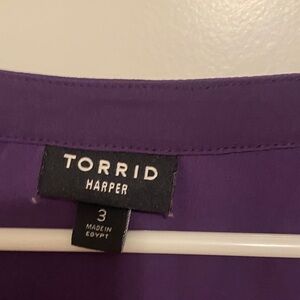 TORRID
HARPER
3
MADE IN
EGYPT